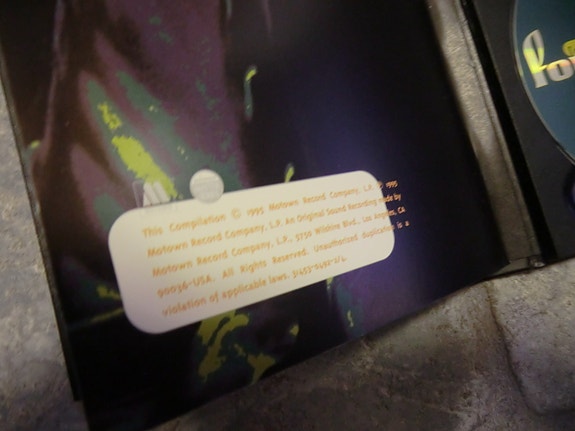 This Compilation © 1995 Motown Record Company, L.P. ℗ 1995
Motown Record Company, L.P. An Original Sound Recording made by
Motown Record Company, L.P., 5750 Wilshire Blvd., Los Angeles, CA
90036-USA. All Rights Reserved. Unauthorized duplication is a
violation of applicable laws.